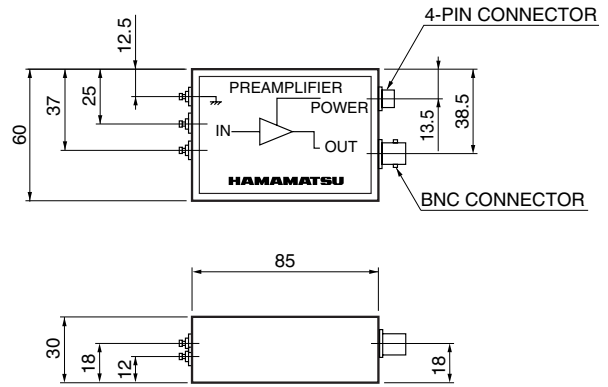 4-PIN CONNECTOR
12.5
37
25
60
PREAMPLIFIER
POWER
IN
OUT
HAMAMATSU
13.5
38.5
BNC CONNECTOR
85
30
18
12
18